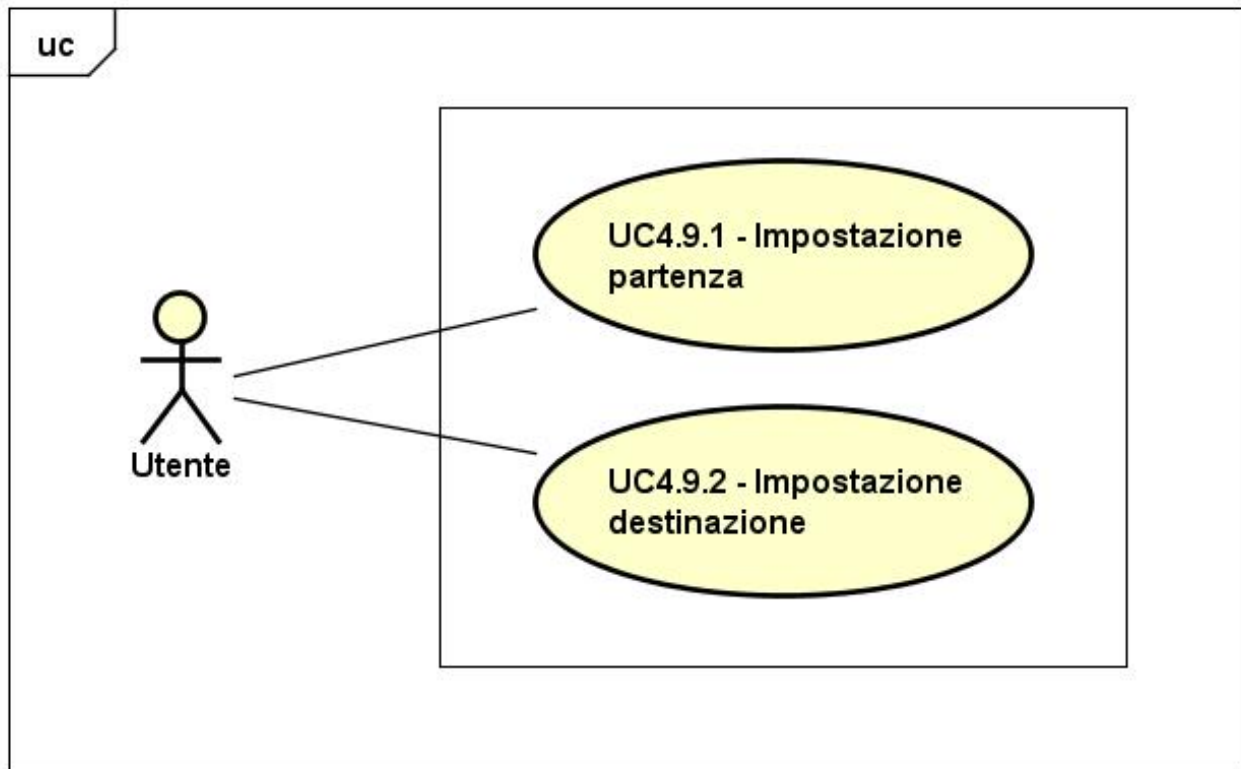 uc
UC4.9.1 - Impostazione
partenza
Utente
UC4.9.2 - Impostazione
destinazione